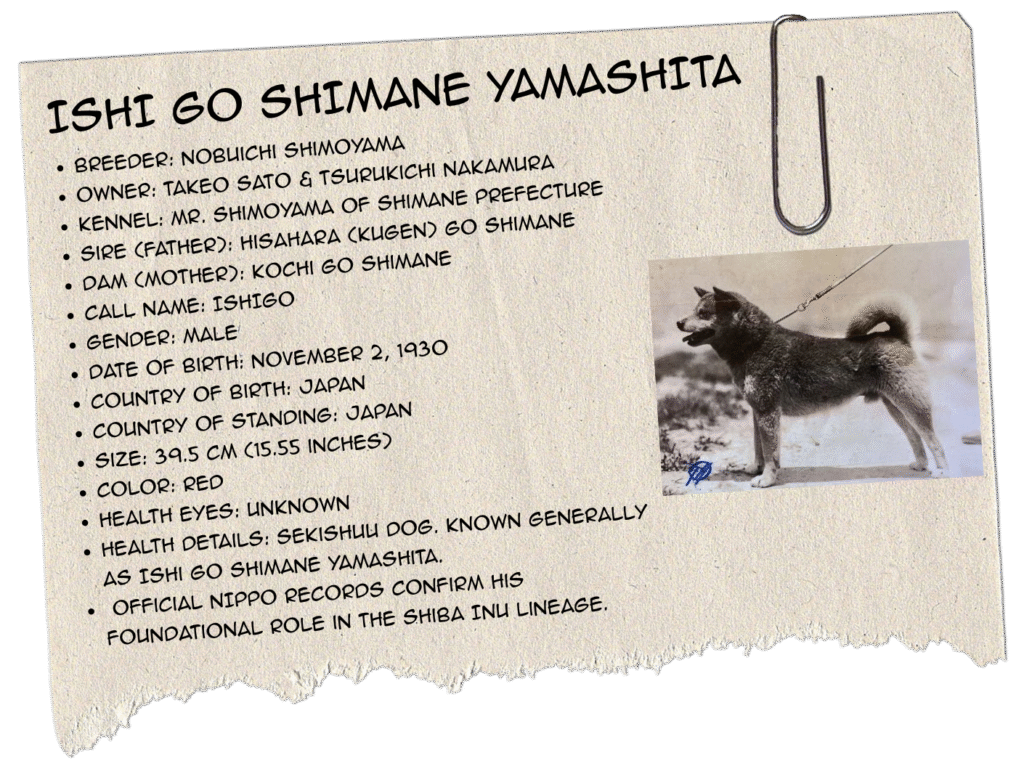 ISHI GO SHIMANE YAMASHITA
• BREEDER: NOBUICHI SHIMOYAMA
• OWNER: TAKEO SATO & TSURUKICHI NAKAMURA
• KENNEL: MR. SHIMOYAMA OF SHIMANE PREFECTURE
• SIRE (FATHER): HISAHARA (KUGEN) GO SHIMANE
• DAM (MOTHER): KOCHI GO SHIMANE
• CALL NAME: ISHIGO
• GENDER: MALE
• DATE OF BIRTH: NOVEMBER 2, 1930
• COUNTRY OF BIRTH: JAPAN
• COUNTRY OF STANDING: JAPAN
• SIZE: 39.5 CM (15.55 INCHES)
• COLOR: RED
• HEALTH EYES: UNKNOWN
• HEALTH DETAILS: SEKISHUU DOG. KNOWN GENERALLY
AS ISHI GO SHIMANE YAMASHITA.
• OFFICIAL NIPPO RECORDS CONFIRM HIS
FOUNDATIONAL ROLE IN THE SHIBA INU LINEAGE.